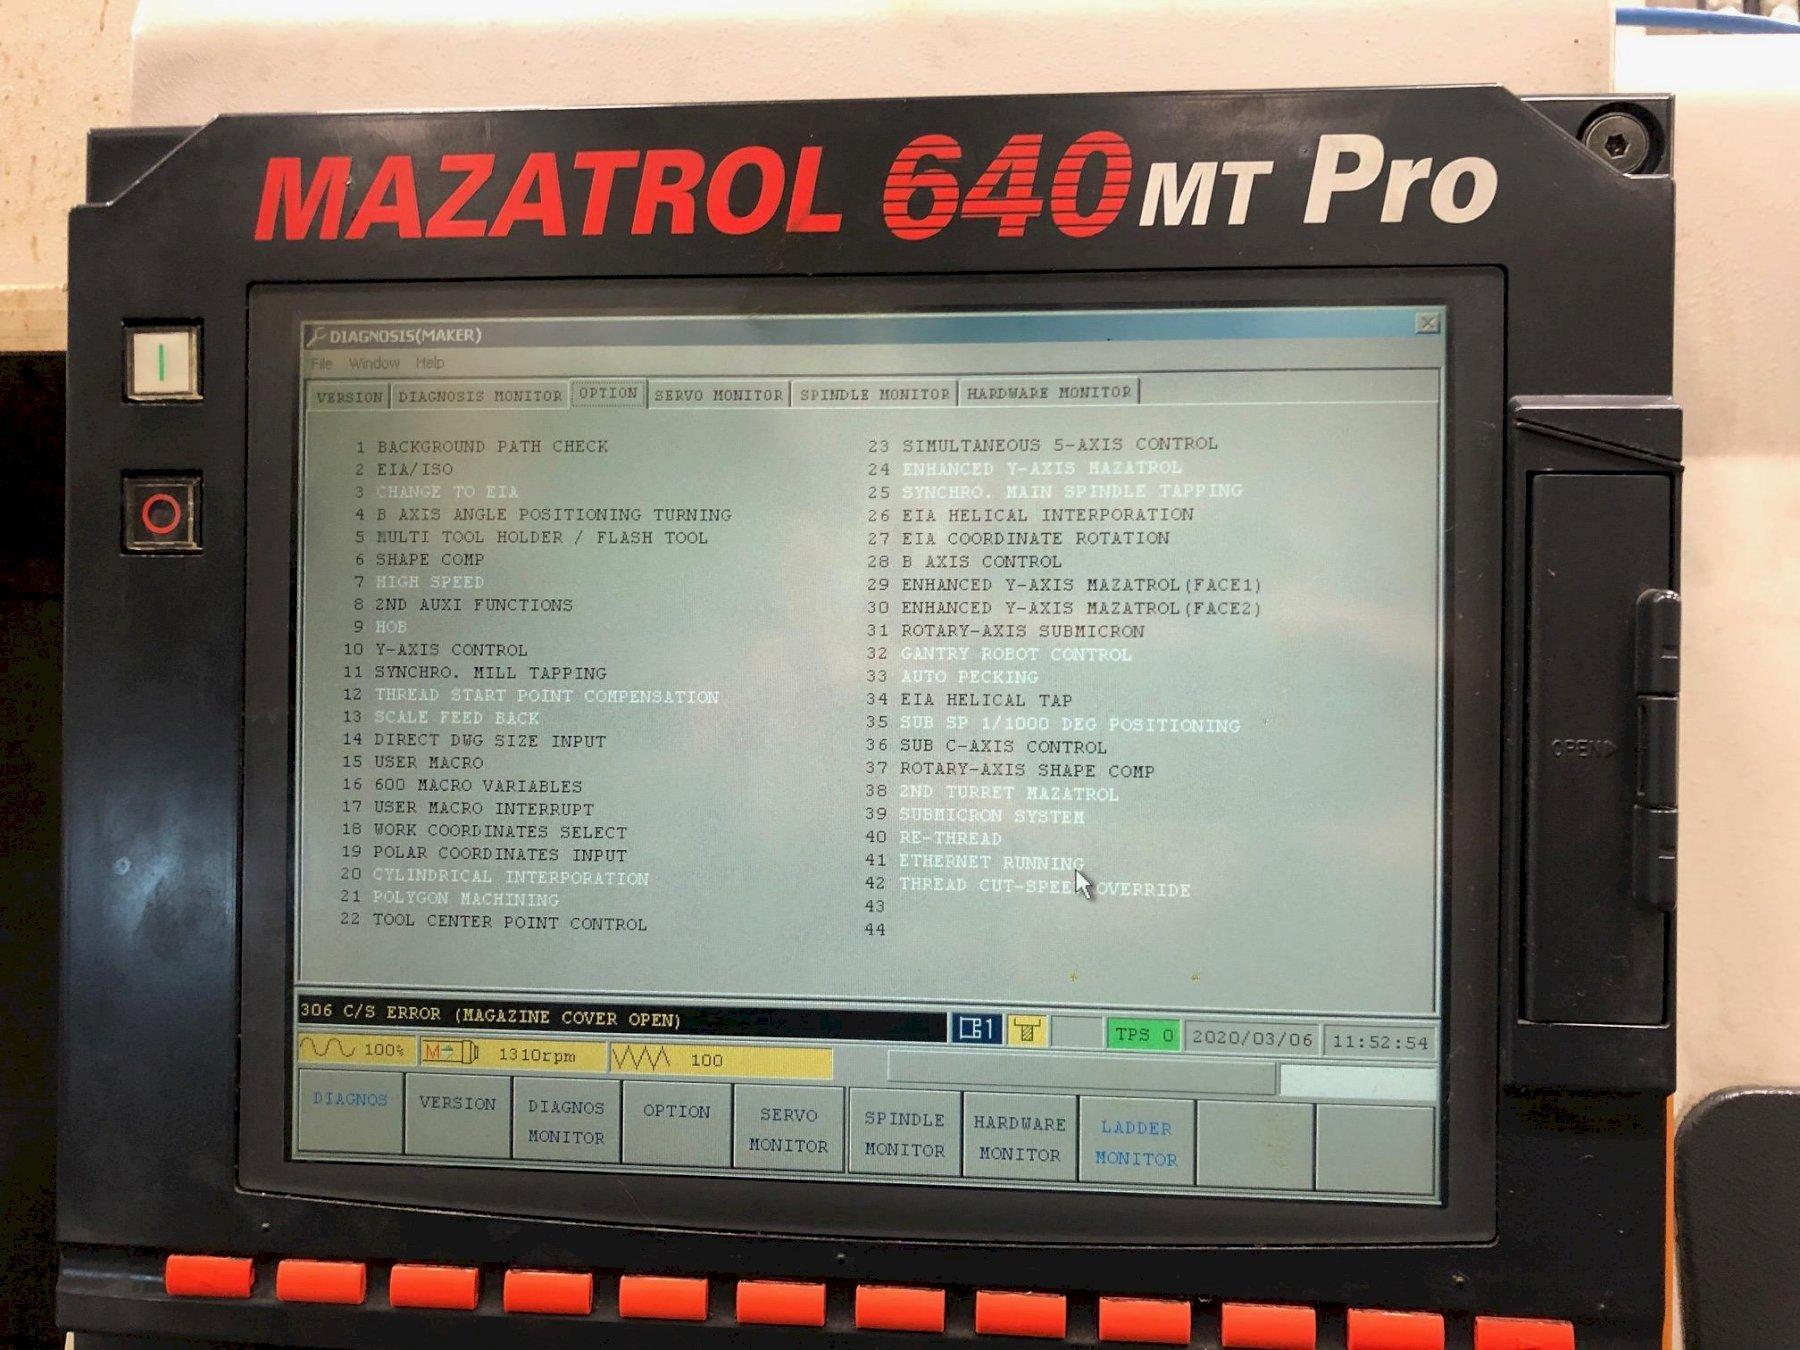 MAZATROL 640 MT Pro
DIAGNOSIS(MAKER)
File Window Help
VERSION DIAGNOSIS MONITOR OPTION SERVO MONITOR SPINDLE MONITOR HARDWARE MONITOR
1 BACKGROUND PATH CHECK
2 EIA/ISO
3 CHANGE TO EIA
4 B AXIS ANGLE POSITIONING TURNING
5 MULTI TOOL HOLDER / FLASH TOOL
6 SHAPE COMP
7 HIGH SPEED
8 2ND AUXI FUNCTIONS
9 HOB
10 Y-AXIS CONTROL
11 SYNCHRO. MILL TAPPING
12 THREAD START POINT COMPENSATION
13 SCALE FEED BACK
14 DIRECT DWG SIZE INPUT
15 USER MACRO
16 600 MACRO VARIABLES
17 USER MACRO INTERRUPT
18 WORK COORDINATES SELECT
19 POLAR COORDINATES INPUT
20 CYLINDRICAL INTERPORATION
21 POLYGON MACHINING
22 TOOL CENTER POINT CONTROL
23 SIMULTANEOUS 5-AXIS CONTROL
24 ENHANCED Y-AXIS MAZATROL
25 SYNCHRO. MAIN SPINDLE TAPPING
26 EIA HELICAL INTERPORATION
27 EIA COORDINATE ROTATION
28 B AXIS CONTROL
29 ENHANCED Y-AXIS MAZATROL(FACE1)
30 ENHANCED Y-AXIS MAZATROL(FACE2)
31 ROTARY-AXIS SUBMICRON
32 GANTRY ROBOT CONTROL
33 AUTO PECKING
34 EIA HELICAL TAP
35 SUB SP 1/1000 DEG POSITIONING
36 SUB C-AXIS CONTROL
37 ROTARY-AXIS SHAPE COMP
38 2ND TURRET MAZATROL
39 SUBMICRON SYSTEM
40 RE-THREAD
41 ETHERNET RUNNING
42 THREAD CUT-SPEED OVERRIDE
43
44
OPEN
306 C/S ERROR (MAGAZINE COVER OPEN)
1 TPS 0 2020/03/06 11:52:54
100% M 1310rpm 100
DIAGNOS
VERSION
DIAGNOS
MONITOR
OPTION
SERVO
MONITOR
SPINDLE
MONITOR
HARDWARE
MONITOR
LADDER
MONITOR